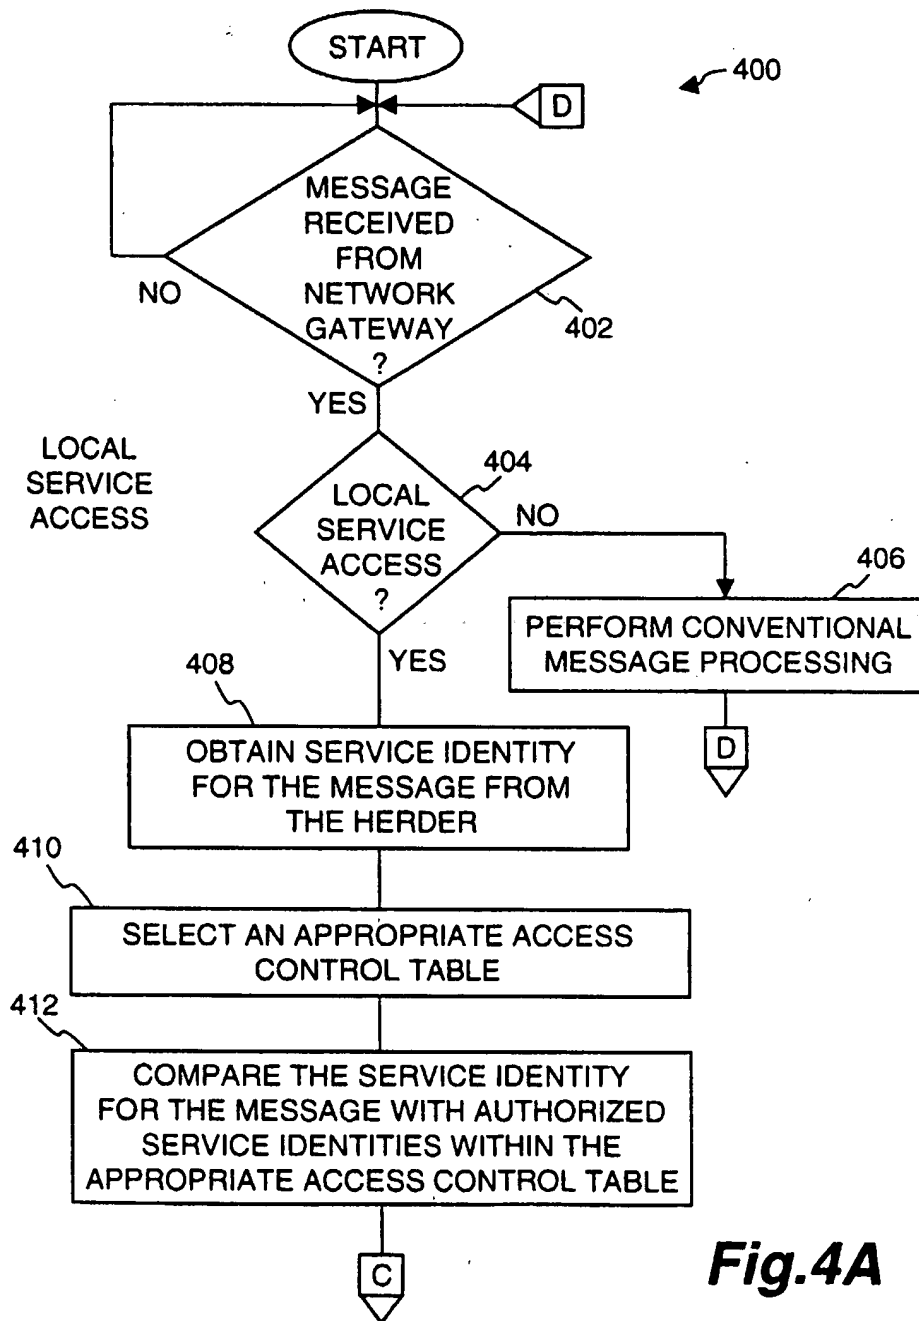 START
D
400
MESSAGE
RECEIVED
FROM
NETWORK
GATEWAY
?
NO
402
YES
LOCAL
SERVICE
ACCESS
404
LOCAL
SERVICE
ACCESS
?
NO
406
PERFORM CONVENTIONAL
MESSAGE PROCESSING
YES
D
408
OBTAIN SERVICE IDENTITY
FOR THE MESSAGE FROM
THE HERDER
410
SELECT AN APPROPRIATE ACCESS
CONTROL TABLE
412
COMPARE THE SERVICE IDENTITY
FOR THE MESSAGE WITH AUTHORIZED
SERVICE IDENTITIES WITHIN THE
APPROPRIATE ACCESS CONTROL TABLE
C
Fig.4A